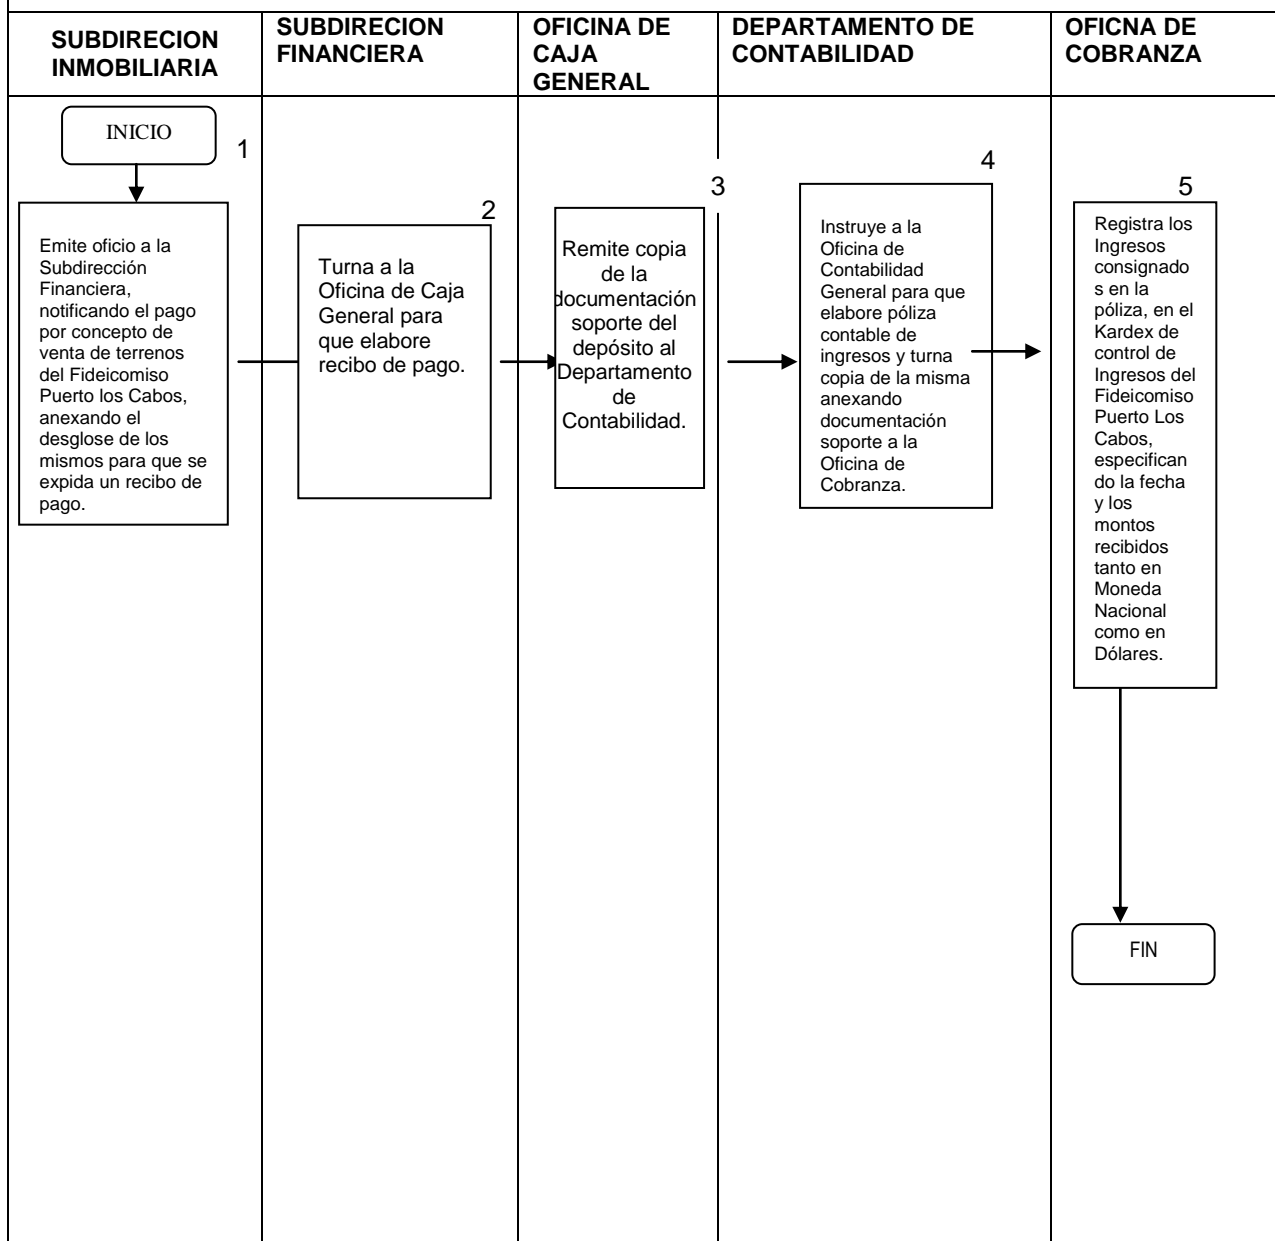 SUBDIRECION
INMOBILIARIA
SUBDIRECION
FINANCIERA
OFICINA DE
CAJA
GENERAL
DEPARTAMENTO DE
CONTABILIDAD
OFICNA DE
COBRANZA
INICIO
1
Emite oficio a la
Subdirección
Financiera,
notificando el pago
por concepto de
venta de terrenos
del Fideicomiso
Puerto los Cabos,
anexando el
desglose de los
mismos para que se
expida un recibo de
pago.
2
Turna a la
Oficina de Caja
General para
que elabore
recibo de pago.
3
Remite copia
de la
documentación
soporte del
depósito al
Departamento
de
Contabilidad.
4
Instruye a la
Oficina de
Contabilidad
General para que
elabore póliza
contable de
ingresos y turna
copia de la misma
anexando
documentación
soporte a la
Oficina de
Cobranza.
5
Registra los
Ingresos
consignado
s en la
póliza, en el
Kardex de
control de
Ingresos del
Fideicomiso
Puerto Los
Cabos,
especifican
do la fecha
y los
montos
recibidos
tanto en
Moneda
Nacional
como en
Dólares.
FIN